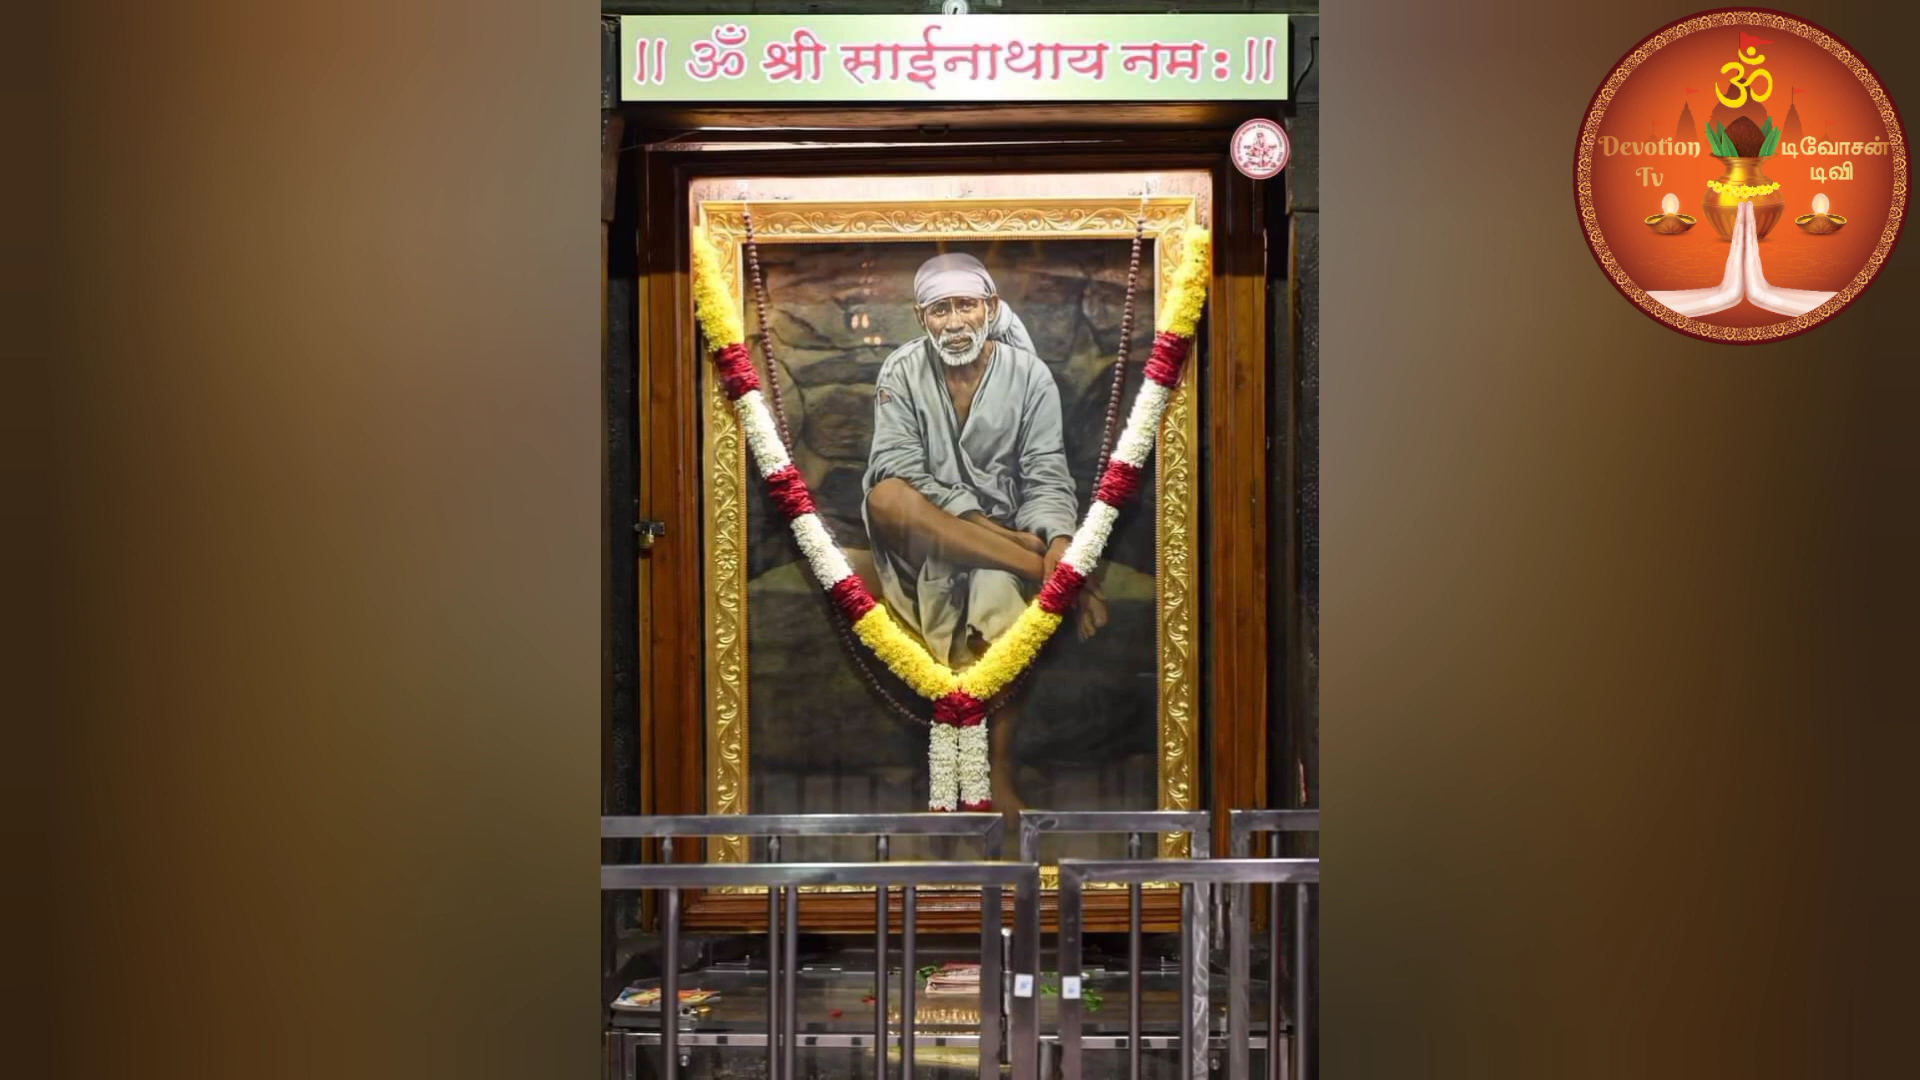 ॥ ॐ श्री साईनाथाय नमः ॥
Devotion
Tv
டிவோசன்
டிவி
ॐ